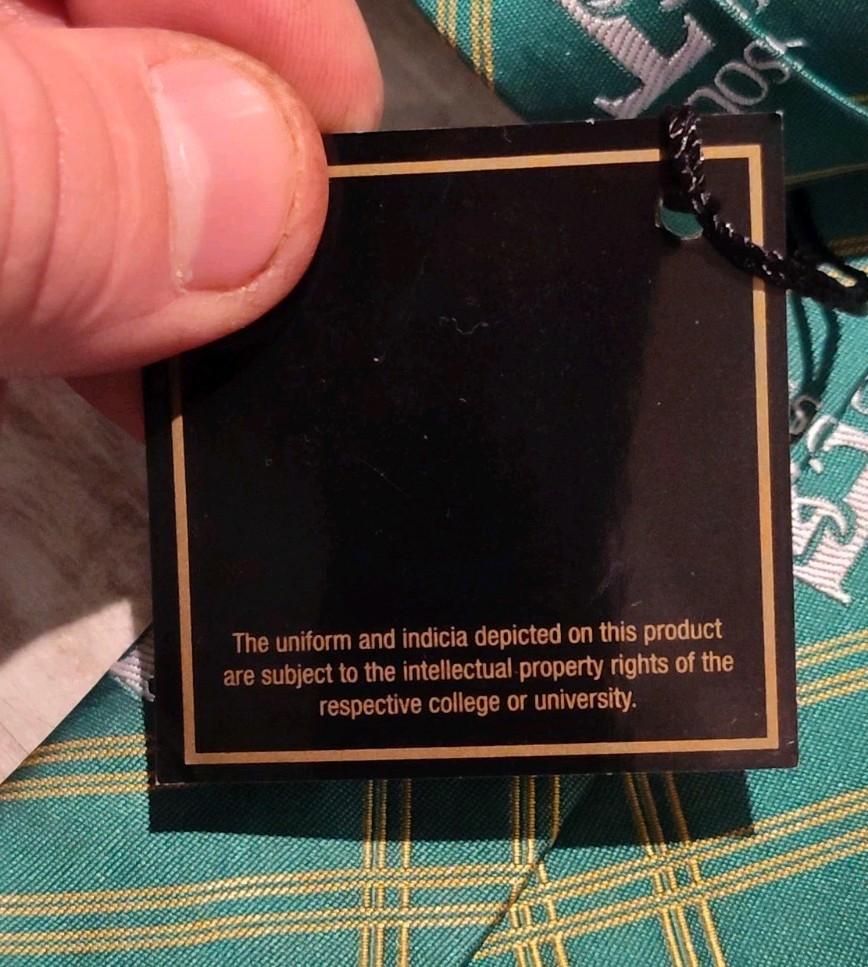 The uniform and indicia depicted on this product
are subject to the intellectual property rights of the
respective college or university.